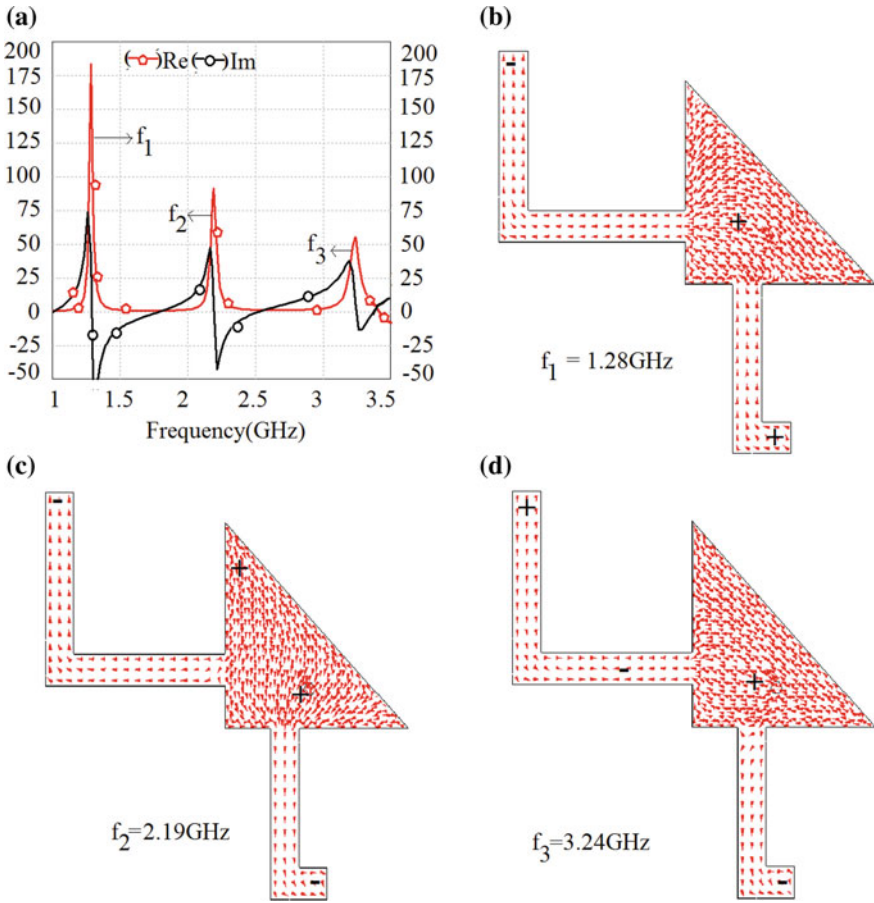 (a)
200 200
175 175
150 150
125 125
100 100
75 75
50 50
25 25
0 0
-25 -25
-50 -50
( )Re( )Im
f1
f2
f3
1 1.5 2 2.5 3 3.5
Frequency(GHz)
(b)
-
+
+
f1 = 1.28GHz
(c)
-
+
+
-
f2=2.19GHz
(d)
+
-
+
-
f3=3.24GHz